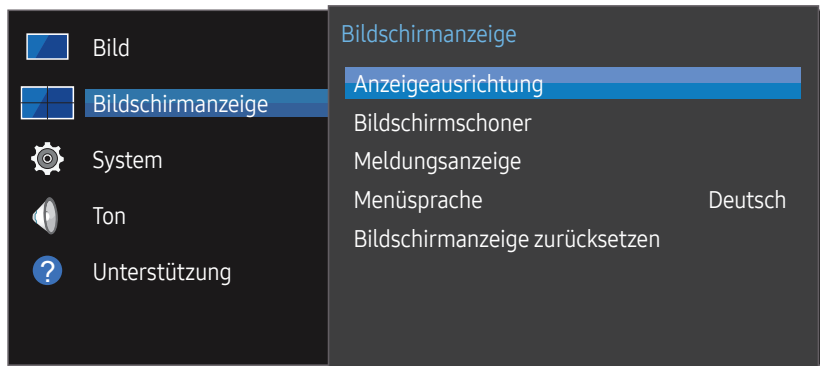 Bild
Bildschirmanzeige
System
Ton
?
Unterstützung
Bildschirmanzeige
Anzeigeausrichtung
Bildschirmschoner
Meldungsanzeige
Menüsprache Deutsch
Bildschirmanzeige zurücksetzen